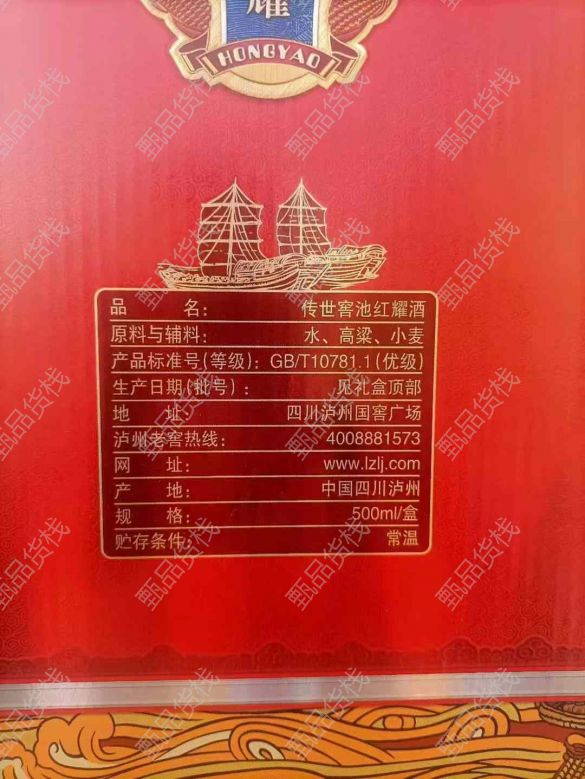 耀
HONGYAO
品 名： 传世窖池红耀酒
原料与辅料： 水、高粱、小麦
产品标准号(等级)： GB/T10781.1(优级)
生产日期(批号)： 见礼盒顶部
地 址： 四川泸州国窖广场
泸州老窖热线： 4008881573
网 址： www.lzlj.com
产 地： 中国四川泸州
规 格： 500ml/盒
贮存条件： 常温
甄品货栈